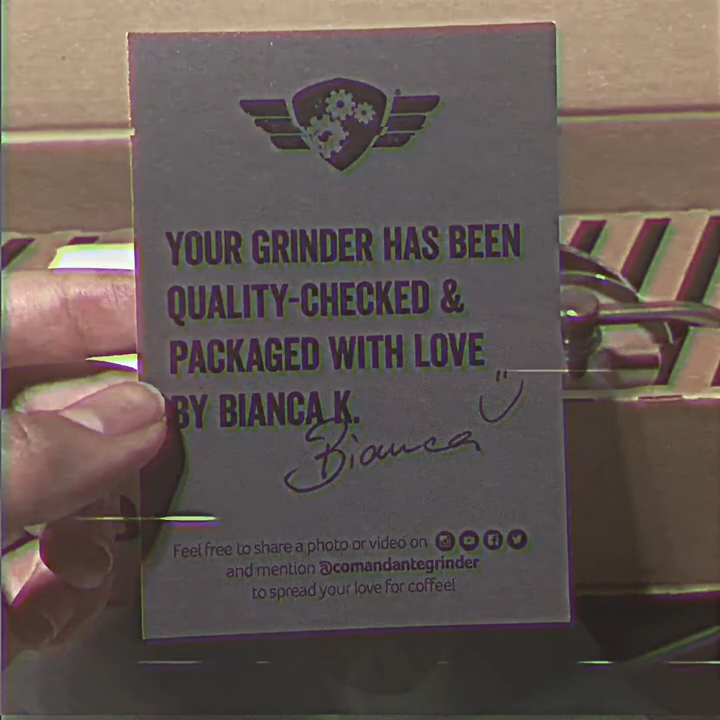 YOUR GRINDER HAS BEEN
QUALITY-CHECKED &
PACKAGED WITH LOVE
BY BIANCA K.
Bianca
Feel free to share a photo or video on
and mention @comandantegrinder
to spread your love for coffee!